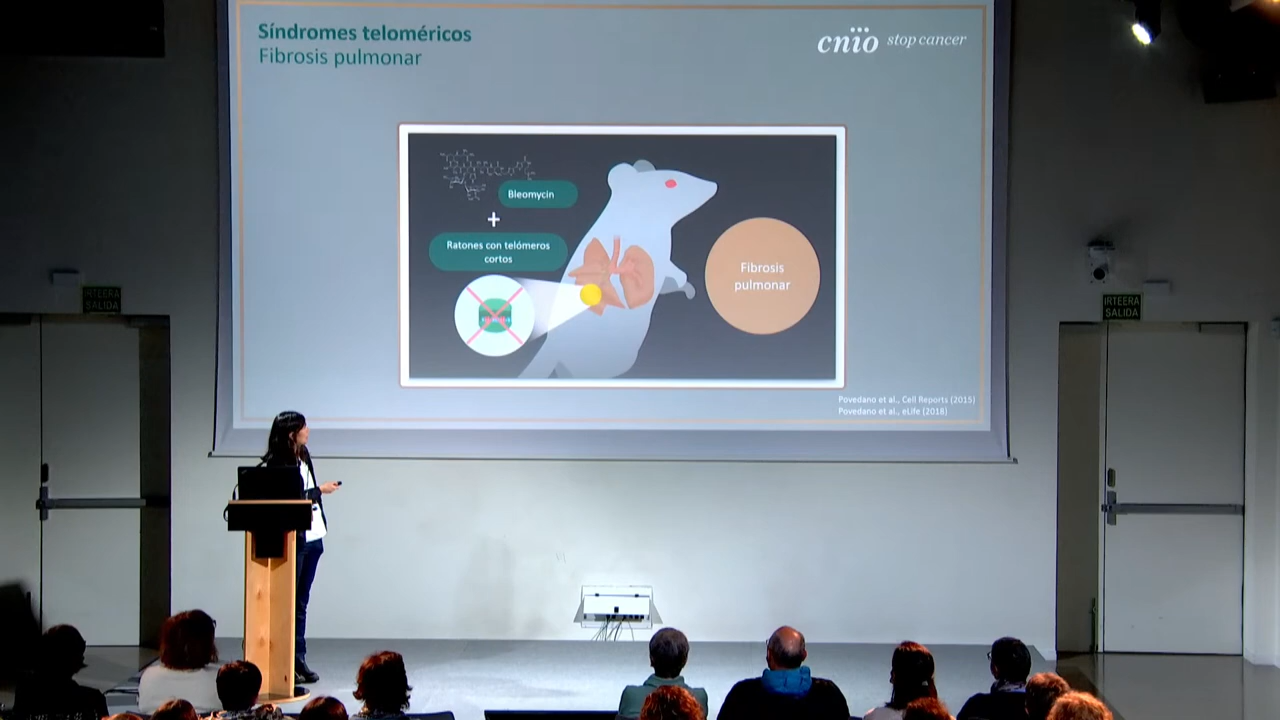 Síndromes teloméricos
Fibrosis pulmonar
cnio stop cancer
Bleomycin
+
Ratones con telómeros
cortos
Fibrosis
pulmonar
Povedano et al., Cell Reports (2015)
Povedano et al., eLife (2018)
IRTEERA
SALIDA
IRTEERA
SALIDA